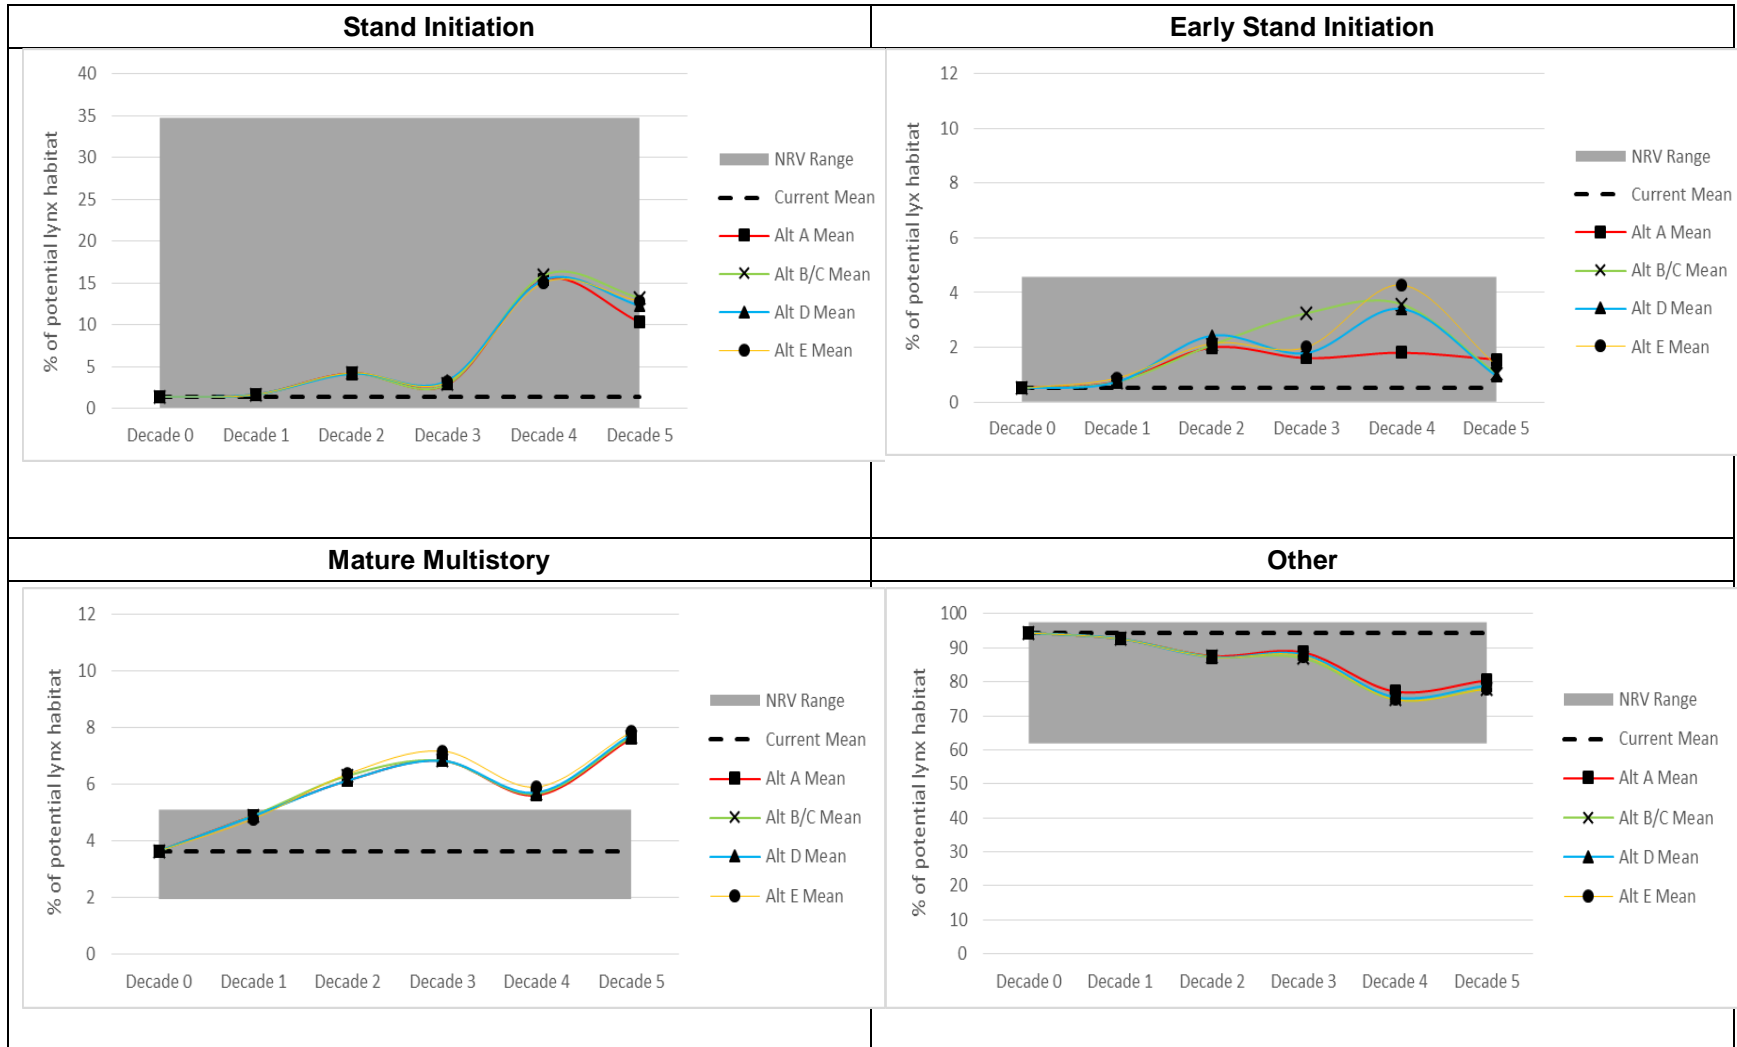 Stand Initiation
% of potential lynx habitat
40
35
30
25
20
15
10
5
0
Decade 0 Decade 1 Decade 2 Decade 3 Decade 4 Decade 5
NRV Range
Current Mean
Alt A Mean
Alt B/C Mean
Alt D Mean
Alt E Mean
Early Stand Initiation
% of potential lyx habitat
12
10
8
6
4
2
0
Decade 0 Decade 1 Decade 2 Decade 3 Decade 4 Decade 5
NRV Range
Current Mean
Alt A Mean
Alt B/C Mean
Alt D Mean
Alt E Mean
Mature Multistory
% of potential lynx habitat
12
10
8
6
4
2
0
Decade 0 Decade 1 Decade 2 Decade 3 Decade 4 Decade 5
NRV Range
Current Mean
Alt A Mean
Alt B/C Mean
Alt D Mean
Alt E Mean
Other
% of potential lynx habitat
100
90
80
70
60
50
40
30
20
10
0
Decade 0 Decade 1 Decade 2 Decade 3 Decade 4 Decade 5
NRV Range
Current Mean
Alt A Mean
Alt B/C Mean
Alt D Mean
Alt E Mean